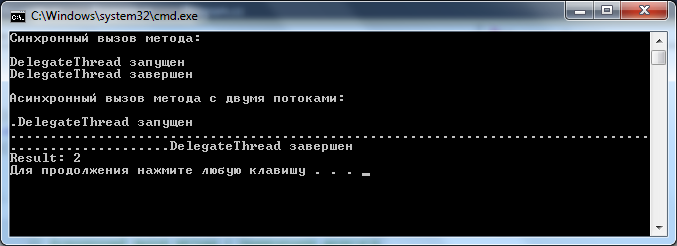 C:\Windows\system32\cmd.exe
Синхронный вызов метода:
DelegateThread запущен
DelegateThread завершен
Асинхронный вызов метода с двумя потоками:
.DelegateThread запущен
................................................................................
....................DelegateThread завершен
Result: 2
Для продолжения нажмите любую клавишу . . . _